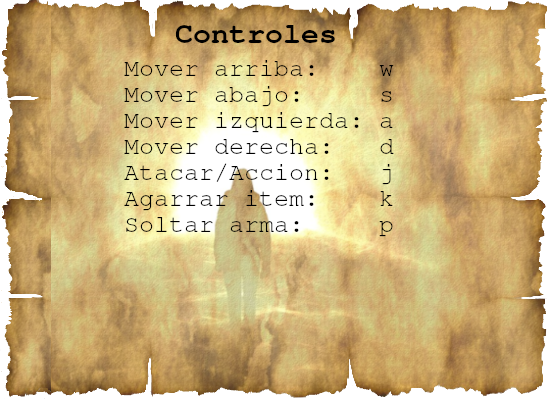 Controles
Mover arriba: w
Mover abajo: s
Mover izquierda: a
Mover derecha: d
Atacar/Accion: j
Agarrar item: k
Soltar arma: p